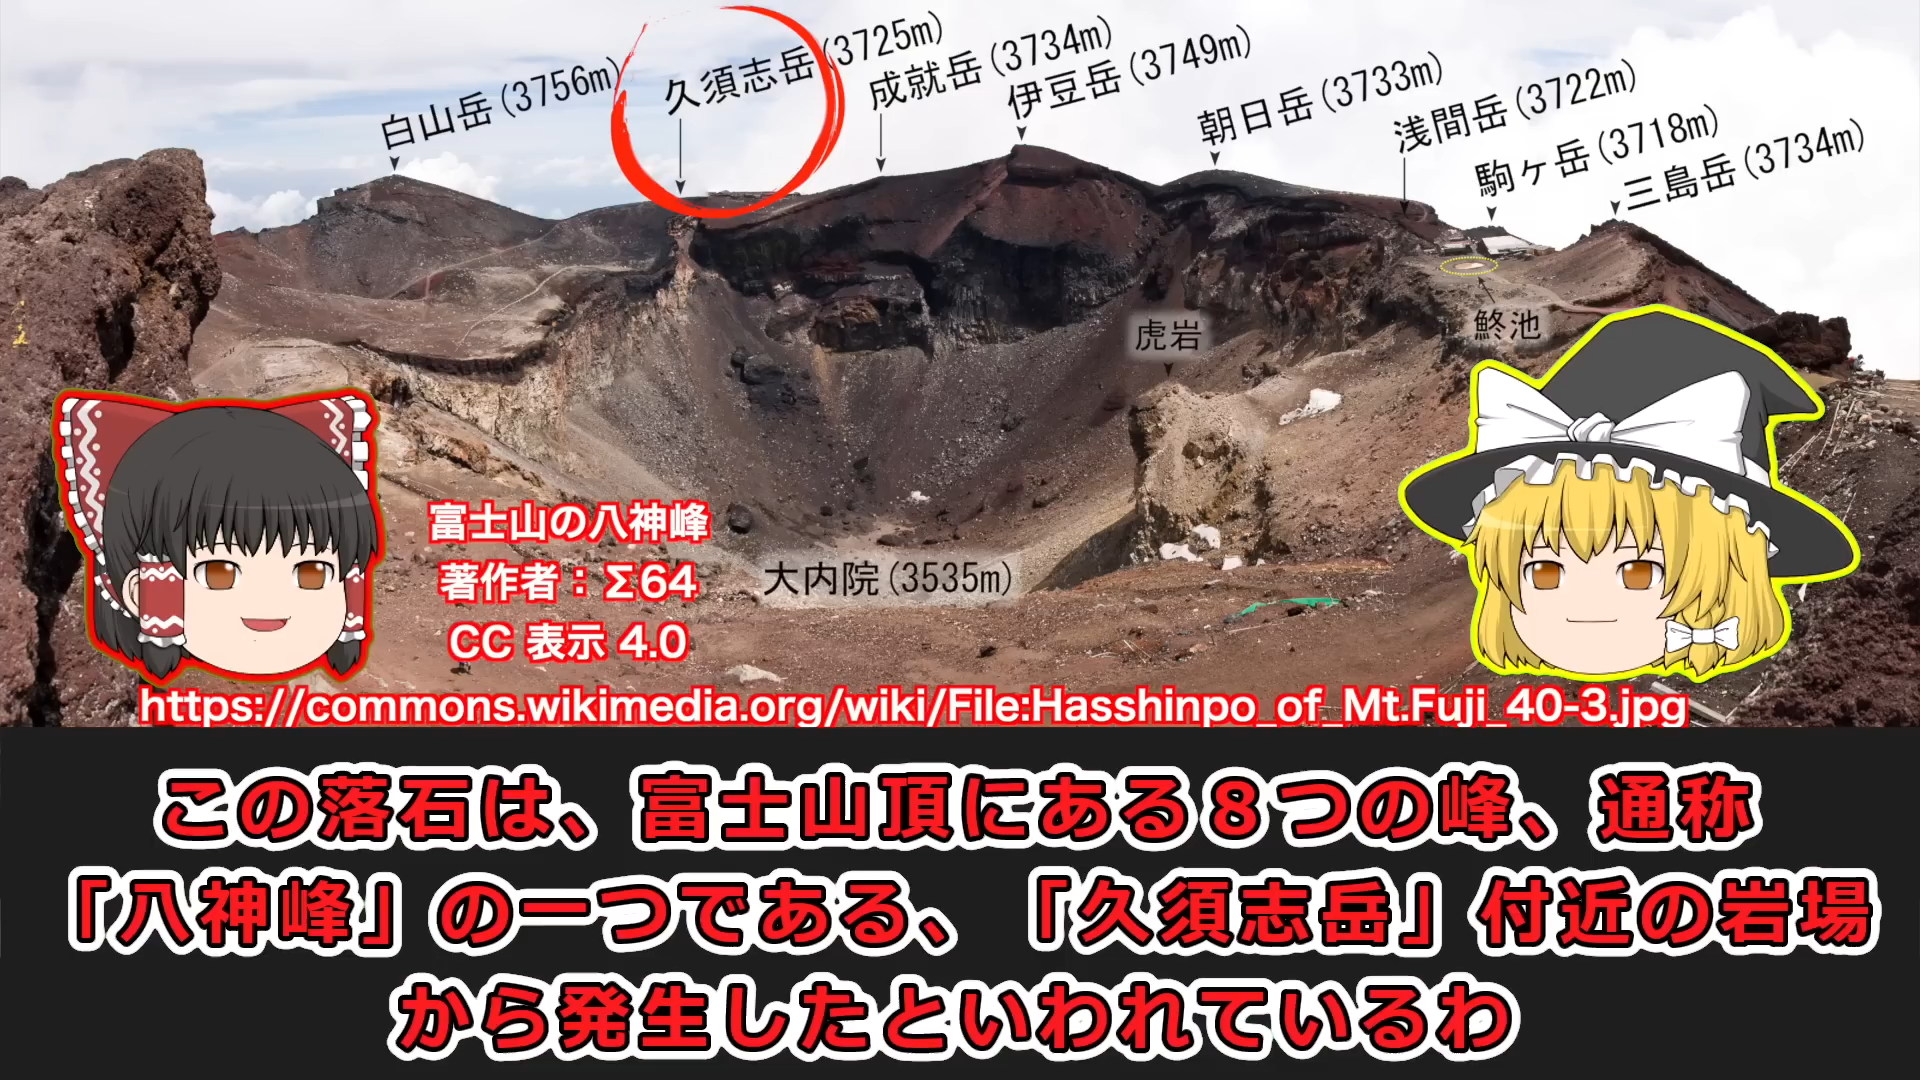 白山岳(3756m)
久須志岳(3725m)
成就岳(3734m)
伊豆岳(3749m)
朝日岳(3733m)
浅間岳(3722m)
駒ヶ岳(3718m)
三島岳(3734m)
虎岩
鮗池
大内院(3535m)
富士山の八神峰
著作者：Σ64
CC 表示 4.0
https://commons.wikimedia.org/wiki/File:Hasshinpo_of_Mt.Fuji_40-3.jpg
この落石は、富士山頂にある８つの峰、通称
「八神峰」の一つである、「久須志岳」付近の岩場
から発生したといわれているわ